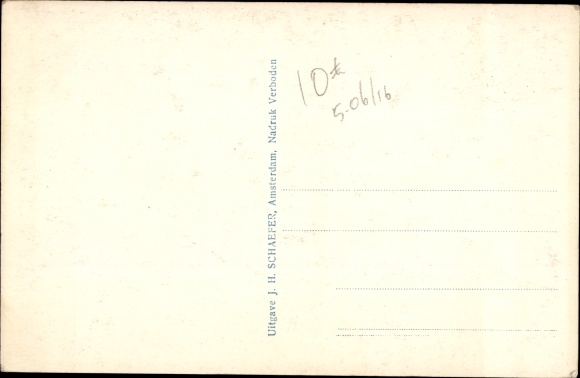 Uitgave J. H. SCHAEFER, Amsterdam, Nadruk Verboden
10
5-06/16